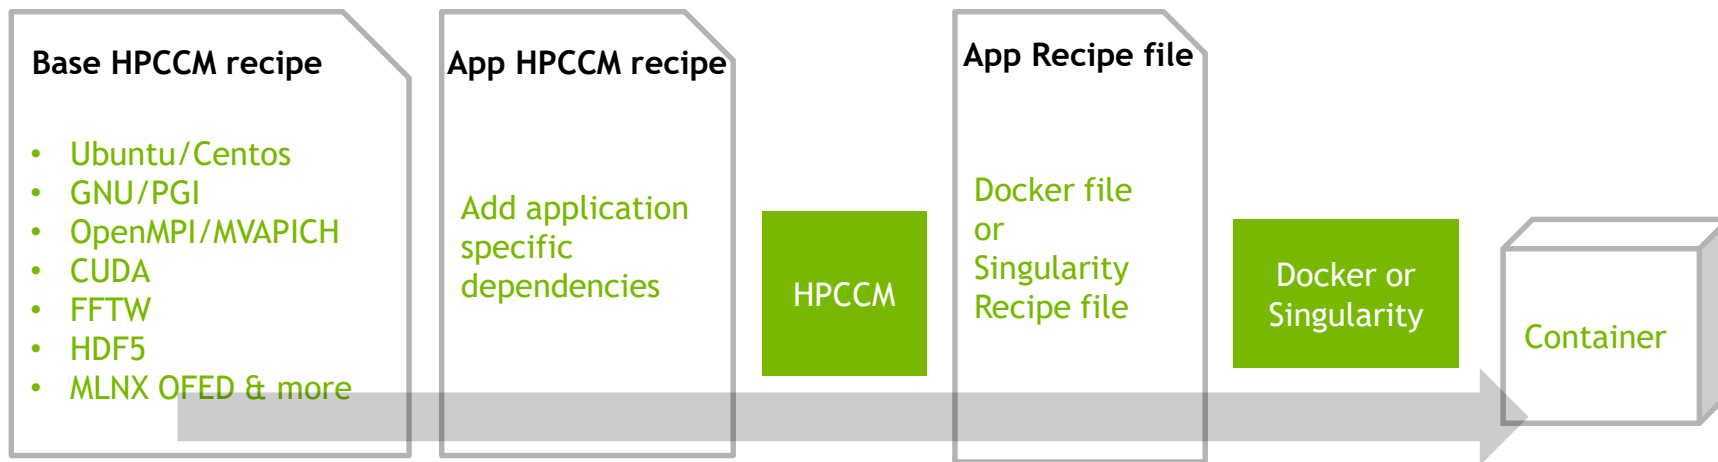 Base HPCCM recipe
• Ubuntu/Centos
• GNU/PGI
• OpenMPI/MVAPICH
• CUDA
• FFTW
• HDF5
• MLNX OFED & more
App HPCCM recipe
Add application
specific
dependencies
HPCCM
App Recipe file
Docker file
or
Singularity
Recipe file
Docker or
Singularity
Container